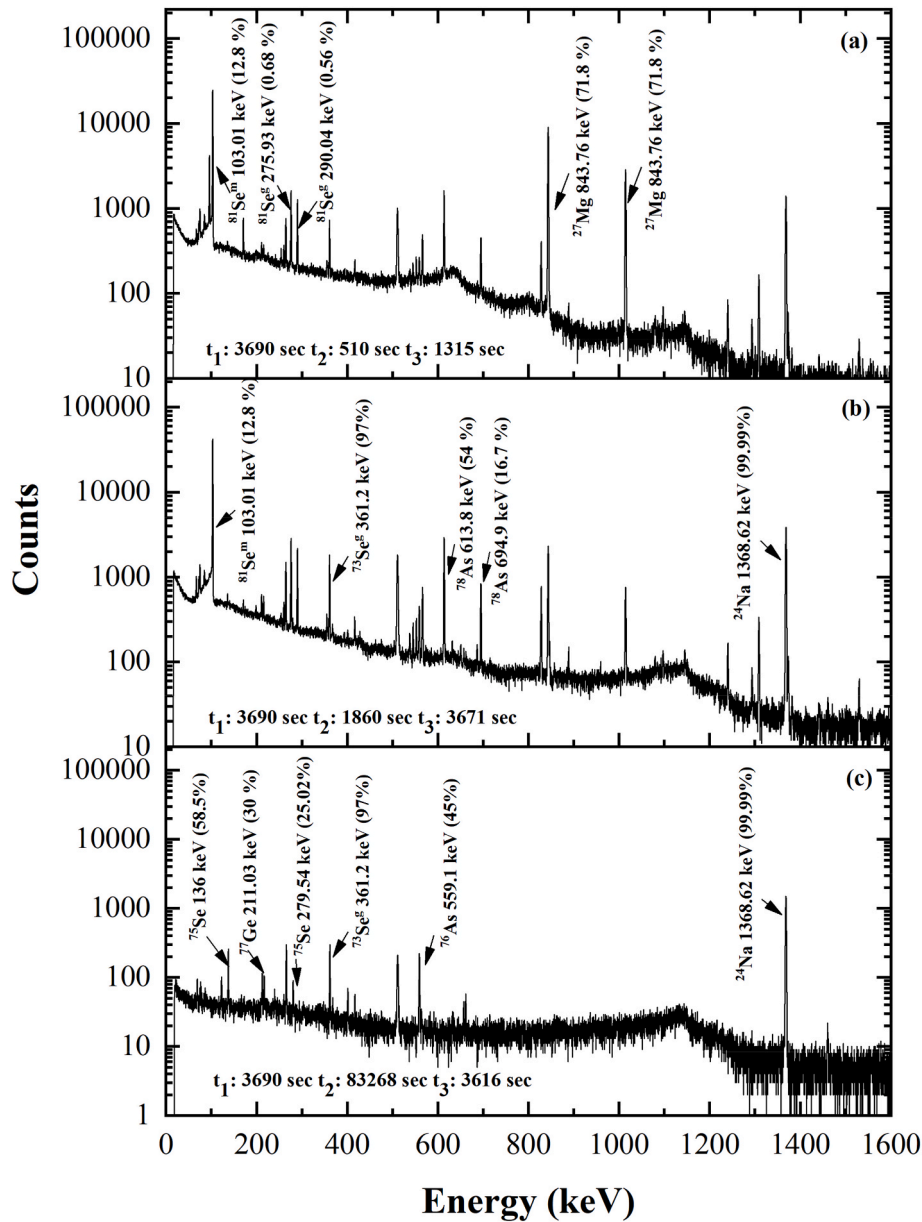 (a)
⁸¹Seᵐ 103.01 keV (12.8 %)
⁸¹Seᵍ 275.93 keV (0.68 %)
⁸¹Seᵍ 290.04 keV (0.56 %)
²⁷Mg 843.76 keV (71.8 %)
²⁷Mg 843.76 keV (71.8 %)
100000
10000
1000
100
10
t₁: 3690 sec t₂: 510 sec t₃: 1315 sec
(b)
⁸¹Seᵐ 103.01 keV (12.8 %)
⁷³Seᵍ 361.2 keV (97%)
⁷⁸As 613.8 keV (54 %)
⁷⁸As 694.9 keV (16.7 %)
²⁴Na 1368.62 keV (99.99%)
100000
10000
1000
100
10
t₁: 3690 sec t₂: 1860 sec t₃: 3671 sec
(c)
⁷⁵Se 136 keV (58.5%)
⁷⁷Ge 211.03 keV (30 %)
⁷⁵Se 279.54 keV (25.02%)
⁷³Seᵍ 361.2 keV (97%)
⁷⁶As 559.1 keV (45%)
²⁴Na 1368.62 keV (99.99%)
100000
10000
1000
100
10
1
t₁: 3690 sec t₂: 83268 sec t₃: 3616 sec
0 200 400 600 800 1000 1200 1400 1600
Energy (keV)
Counts